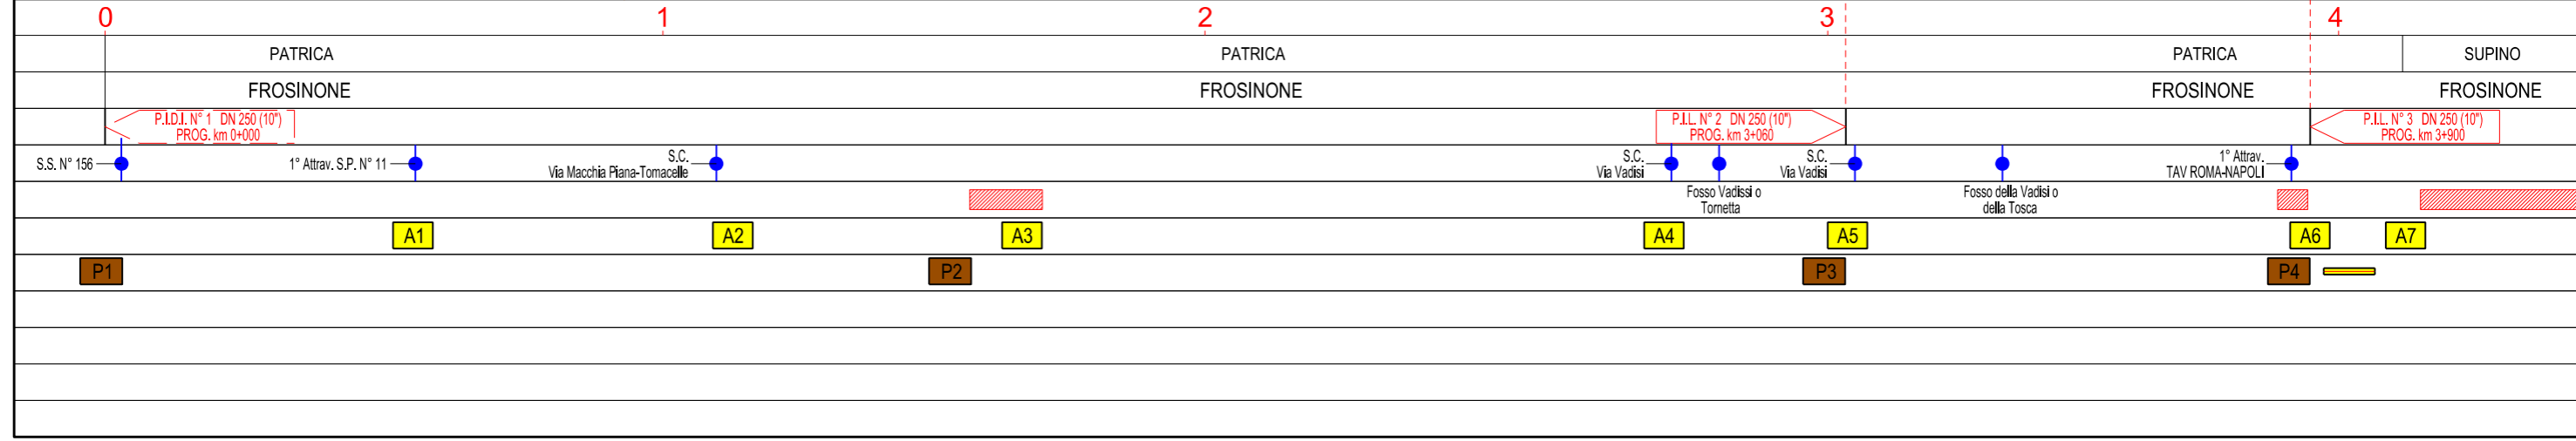 0 1 2 3 4
PATRICA PATRICA PATRICA SUPINO
FROSINONE FROSINONE FROSINONE FROSINONE
P.I.D.I. N° 1 DN 250 (10")
PROG. km 0+000
P.I.L. N° 2 DN 250 (10")
PROG. km 3+060
P.I.L. N° 3 DN 250 (10")
PROG. km 3+900
S.S. N° 156
1° Attrav. S.P. N° 11
S.C.
Via Macchia Piana-Tomacelle
S.C.
Via Vadisi
Fosso Vadissi o
Tornetta
S.C.
Via Vadisi
Fosso della Vadisi o
della Tosca
1° Attrav.
TAV ROMA-NAPOLI
A1 A2 A3 A4 A5 A6 A7
P1 P2 P3 P4